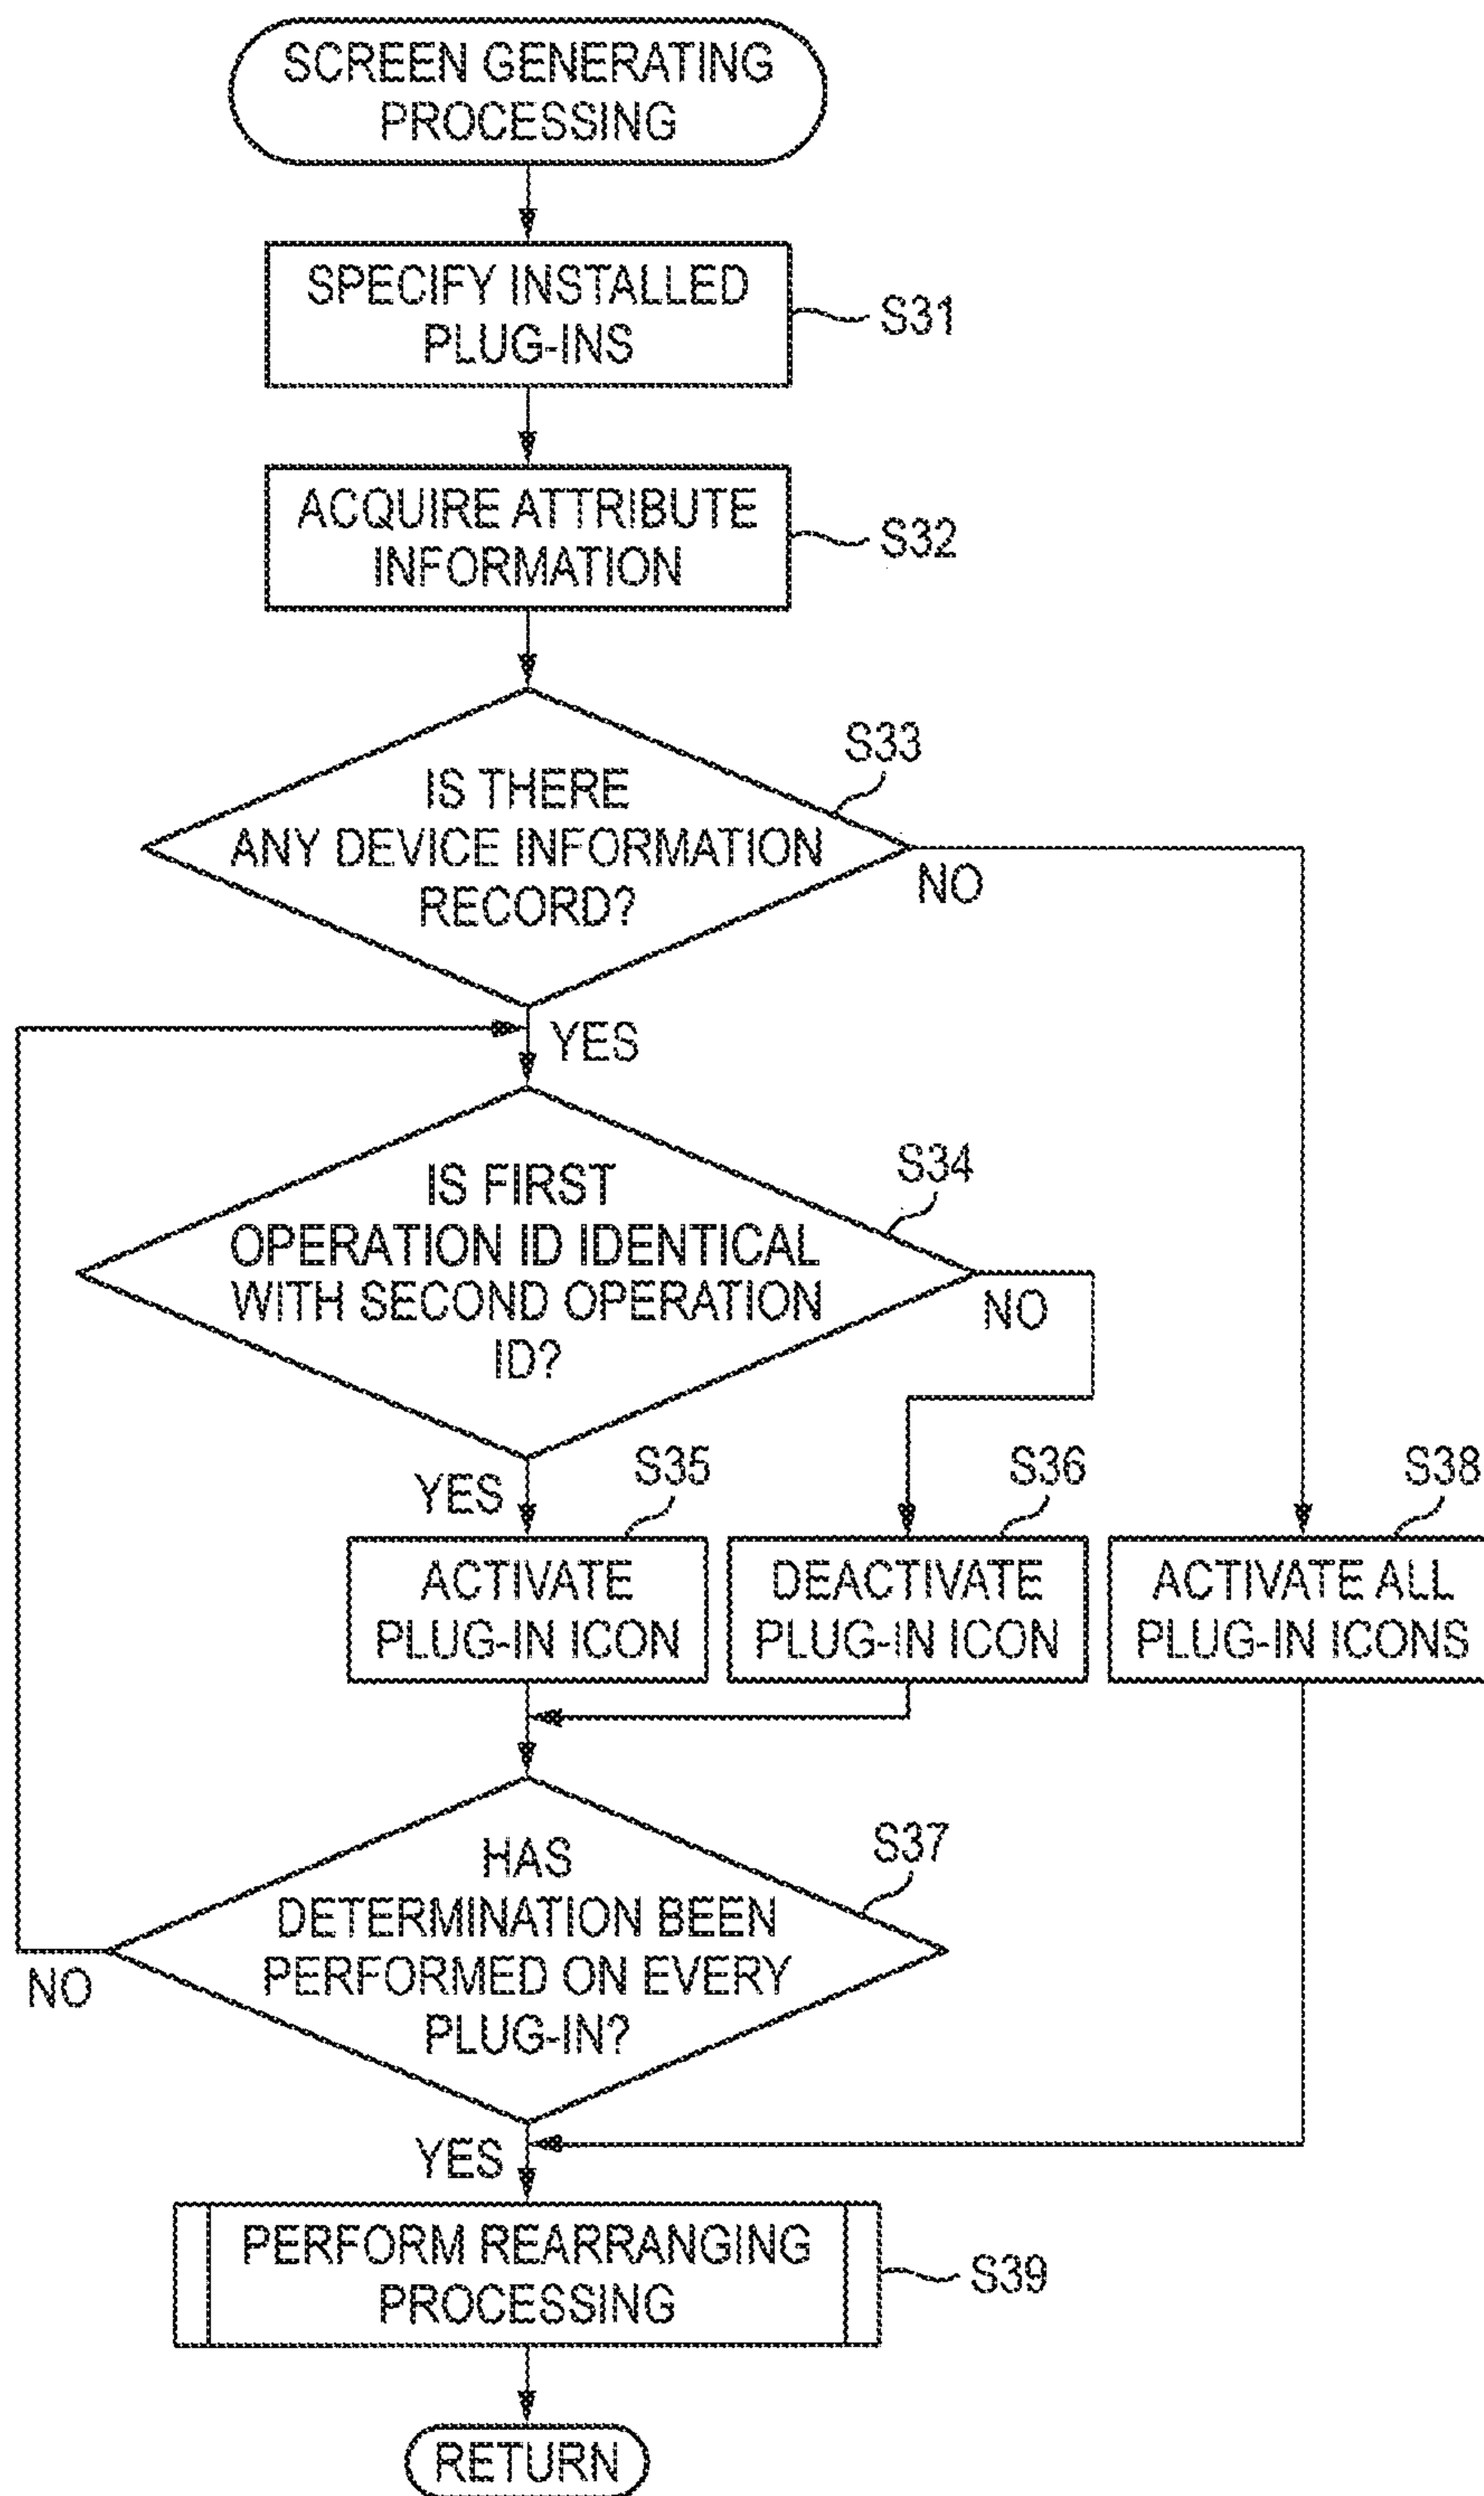 SCREEN GENERATING
PROCESSING
SPECIFY INSTALLED
PLUG-INS
S31
ACQUIRE ATTRIBUTE
INFORMATION
S32
S33
IS THERE
ANY DEVICE INFORMATION
RECORD?
NO
YES
S34
IS FIRST
OPERATION ID IDENTICAL
WITH SECOND OPERATION
ID?
NO
YES
S35
S36
S38
ACTIVATE
PLUG-IN ICON
DEACTIVATE
PLUG-IN ICON
ACTIVATE ALL
PLUG-IN ICONS
S37
HAS
DETERMINATION BEEN
PERFORMED ON EVERY
PLUG-IN?
NO
YES
PERFORM REARRANGING
PROCESSING
S39
RETURN